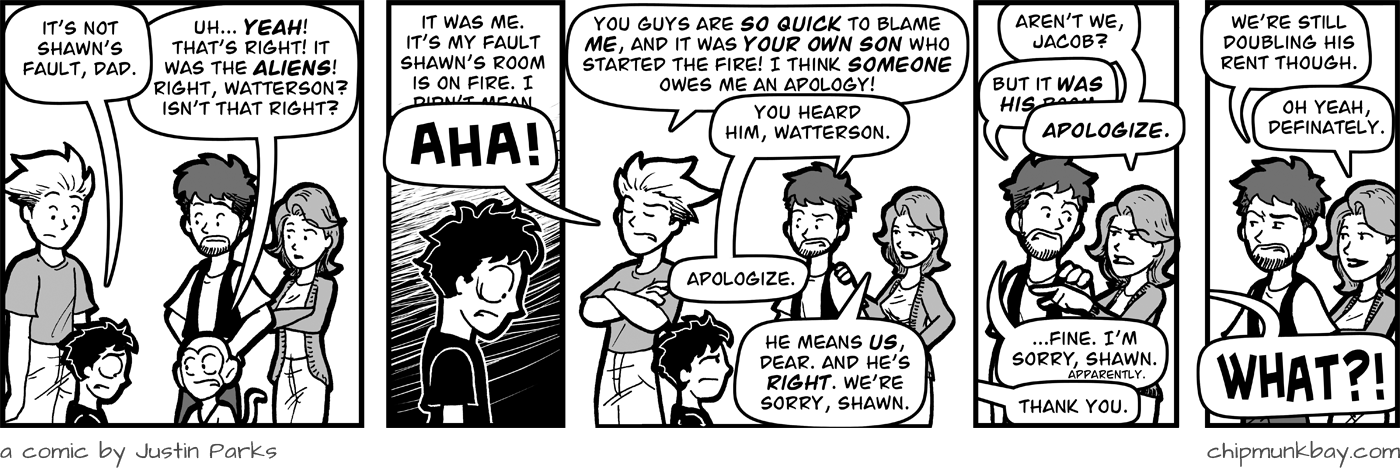 IT'S NOT
SHAWN'S
FAULT, DAD.
UH... YEAH!
THAT'S RIGHT! IT
WAS THE ALIENS!
RIGHT, WATTERSON?
ISN'T THAT RIGHT?
IT WAS ME.
IT'S MY FAULT
SHAWN'S ROOM
IS ON FIRE. I
DIDN'T MEAN
AHA!
YOU GUYS ARE SO QUICK TO BLAME
ME, AND IT WAS YOUR OWN SON WHO
STARTED THE FIRE! I THINK SOMEONE
OWES ME AN APOLOGY!
YOU HEARD
HIM, WATTERSON.
APOLOGIZE.
HE MEANS US,
DEAR. AND HE'S
RIGHT. WE'RE
SORRY, SHAWN.
AREN'T WE,
JACOB?
BUT IT WAS
HIS ROOM
APOLOGIZE.
...FINE. I'M
SORRY, SHAWN.
APPARENTLY.
THANK YOU.
WE'RE STILL
DOUBLING HIS
RENT THOUGH.
OH YEAH,
DEFINATELY.
WHAT?!
a comic by Justin Parks
chipmunkbay.com